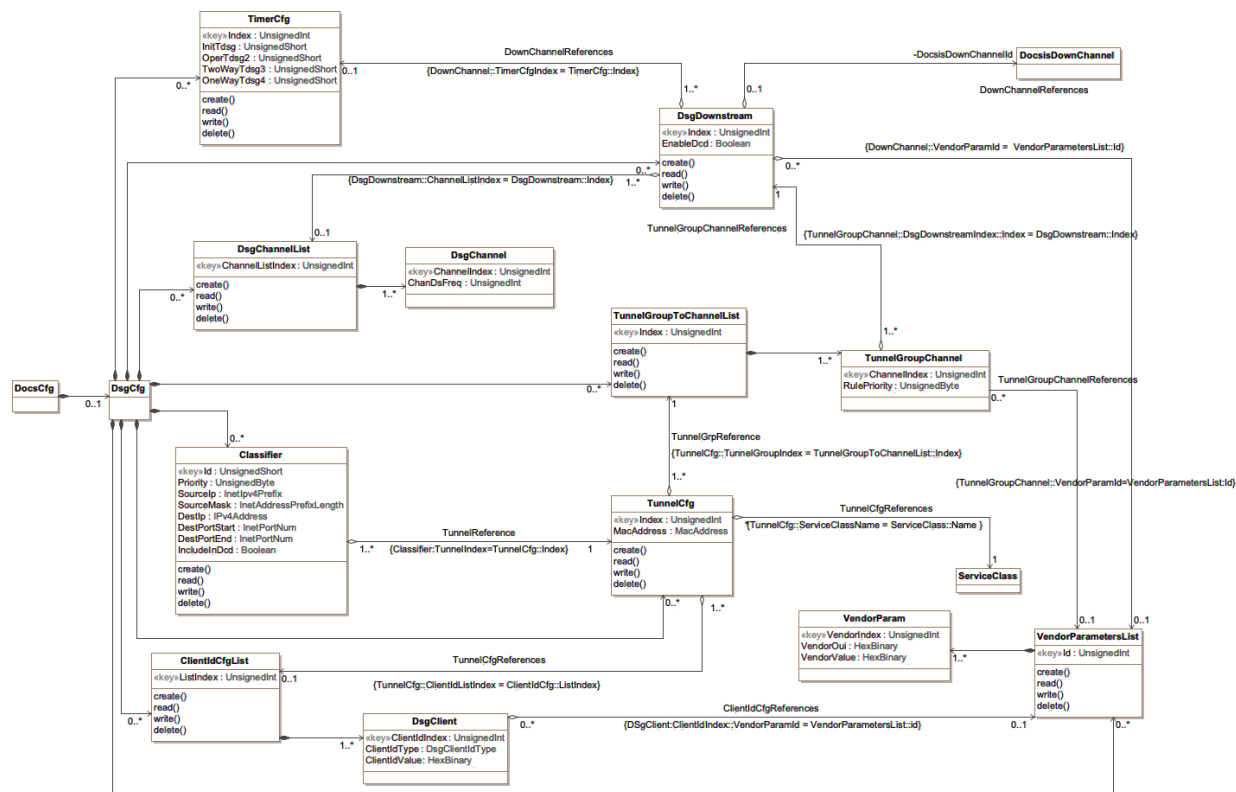 TimerCfg
«key»Index : UnsignedInt
InitTdsg : UnsignedShort
OperTdsg2 : UnsignedShort
TwoWayTdsg3 : UnsignedShort
OneWayTdsg4 : UnsignedShort
create()
read()
write()
delete()
0..*
0..1
DownChannelReferences
{DownChannel;:TimerCfgIndex = TimerCfg::Index}
1..*
0..1
-DocsisDownChannelId
DocsisDownChannel
DownChannelReferences
DsgDownstream
«key»Index : UnsignedInt
EnableDcd : Boolean
create()
read()
write()
delete()
0..*
1..*
0..*
1
{DownChannel;:VendorParamId = VendorParametersList::Id}
{DsgDownstream::ChannelListIndex = DsgDownstream::Index}
0..1
TunnelGroupChannelReferences
{TunnelGroupChannel;:DsgDownstreamIndex::Index = DsgDownstream::Index}
DsgChannelList
«key»ChannelListIndex : UnsignedInt
create()
read()
write()
delete()
0..*
1..*
DsgChannel
«key»ChannelIndex : UnsignedInt
ChanDsFreq : UnsignedInt
TunnelGroupToChannelList
«key»Index : UnsignedInt
create()
read()
write()
delete()
0..*
1
1..*
1..*
TunnelGroupChannel
«key»ChannelIndex : UnsignedInt
RulePriority : UnsignedByte
TunnelGroupChannelReferences
0..*
DocsCfg
0..1
DsgCfg
0..*
Classifier
«key»Id : UnsignedShort
Priority : UnsignedByte
SourceIp : InetIpv4Prefix
SourceMask : InetAddressPrefixLength
DestIp : IPv4Address
DestPortStart : InetPortNum
DestPortEnd : InetPortNum
IncludeInDcd : Boolean
create()
read()
write()
delete()
TunnelGrpReference
{TunnelCfg::TunnelGroupIndex = TunnelGroupToChannelList::Index}
1..*
{TunnelGroupChannel;:VendorParamId=VendorParametersList:Id}
TunnelReference
1..*
{Classifier:TunnelIndex=TunnelCfg::Index}
1
TunnelCfg
«key»Index : UnsignedInt
MacAddress : MacAddress
create()
read()
write()
delete()
0..*
1..*
TunnelCfgReferences
*
{TunnelCfg::ServiceClassName = ServiceClass::Name }
1
ServiceClass
VendorParam
«key»VendorIndex : UnsignedInt
VendorOui : HexBinary
VendorValue : HexBinary
1..*
0..1
0..1
VendorParametersList
«key»Id : UnsignedInt
create()
read()
write()
delete()
0..*
ClientIdCfgList
«key»ListIndex : UnsignedInt
create()
read()
write()
delete()
0..*
0..1
TunnelCfgReferences
{TunnelCfg::ClientIdListIndex = ClientIdCfg::ListIndex}
1..*
DsgClient
«key»ClientIdIndex: UnsignedInt
ClientIdType : DsgClientIdType
ClientIdValue : HexBinary
0..*
ClientIdCfgReferences
{DSgClient:ClientIdIndex::VendorParamId = VendorParametersList::id}
0..1